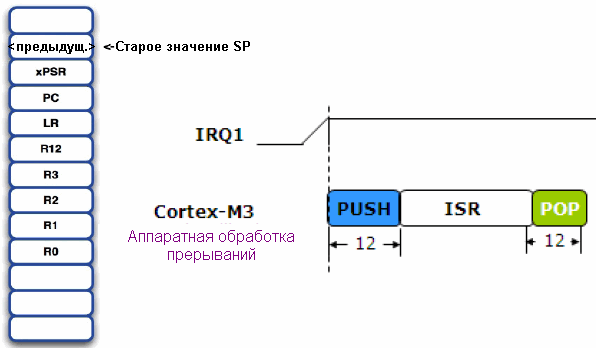 <предыдущ.> <-Старое значение SP
xPSR
PC
LR
R12
R3
R2
R1
R0
IRQ1
Cortex-M3
PUSH ISR POP
Аппаратная обработка
прерываний
12 12